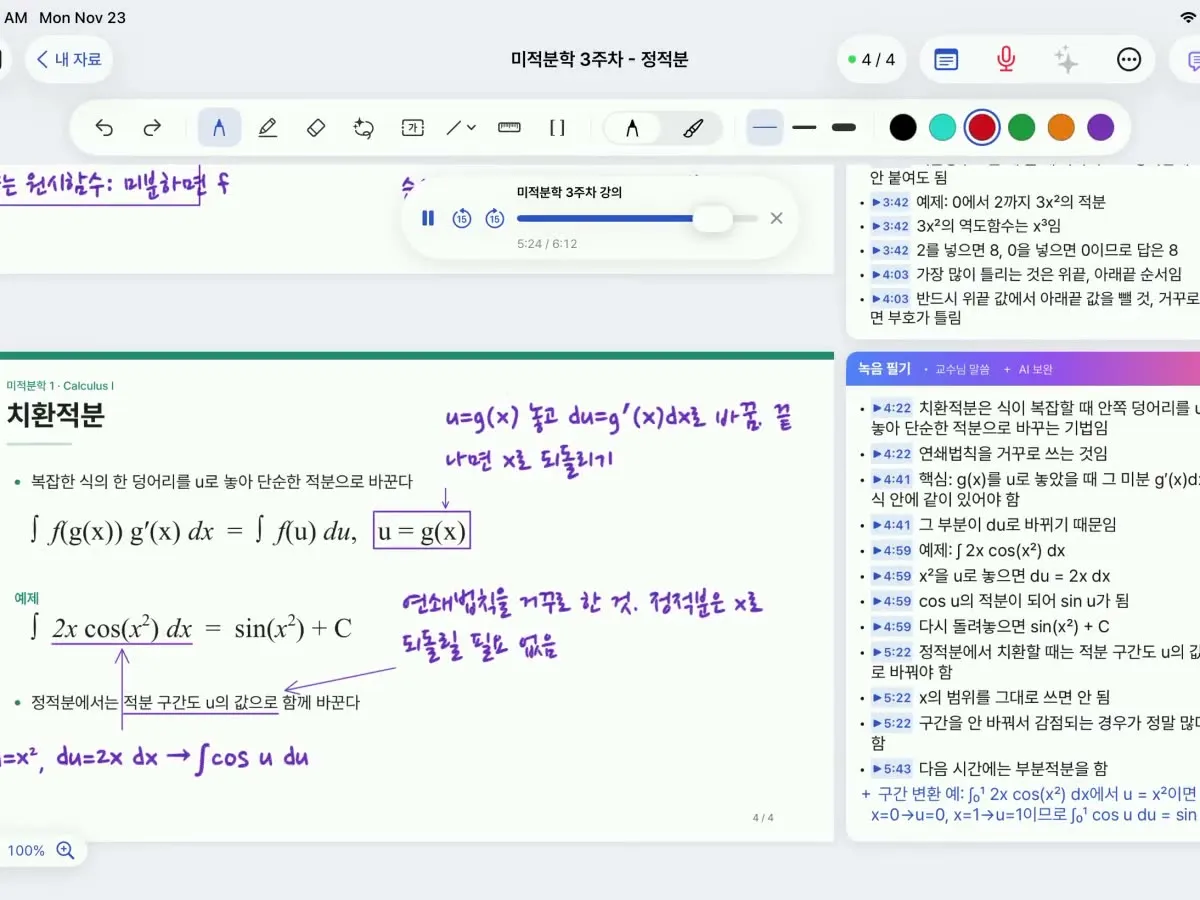 AM Mon Nov 23
내 자료
미적분학 3주차 - 정적분
4 / 4
가
는 원시함수: 미분하면 f
수
미적분학 3주차 강의
15 15
5:24 / 6:12
안 붙여도 됨
3:42 예제: 0에서 2까지 3x²의 적분
3:42 3x²의 역도함수는 x³임
3:42 2를 넣으면 8, 0을 넣으면 0이므로 답은 8
4:03 가장 많이 틀리는 것은 위끝, 아래끝 순서임
4:03 반드시 위끝 값에서 아래끝 값을 뺄 것, 거꾸로
면 부호가 틀림
미적분학 1 · Calculus I
치환적분
u=g(x) 놓고 du=g'(x)dx로 바꿈. 끝
나면 x로 되돌리기
• 복잡한 식의 한 덩어리를 u로 놓아 단순한 적분으로 바꾼다
∫ f(g(x)) g′(x) dx = ∫ f(u) du, u = g(x)
예제
∫ 2x cos(x²) dx = sin(x²) + C
연쇄법칙을 거꾸로 한 것. 정적분은 x로
되돌릴 필요 없음
• 정적분에서는 적분 구간도 u의 값으로 함께 바꾼다
=x², du=2x dx → ∫cos u du
4 / 4
100%
녹음 필기 · 교수님 말씀 + AI 보완
4:22 치환적분은 식이 복잡할 때 안쪽 덩어리를 u
놓아 단순한 적분으로 바꾸는 기법임
4:22 연쇄법칙을 거꾸로 쓰는 것임
4:41 핵심: g(x)를 u로 놓았을 때 그 미분 g′(x)d
식 안에 같이 있어야 함
4:41 그 부분이 du로 바뀌기 때문임
4:59 예제: ∫ 2x cos(x²) dx
4:59 x²을 u로 놓으면 du = 2x dx
4:59 cos u의 적분이 되어 sin u가 됨
4:59 다시 돌려놓으면 sin(x²) + C
5:22 정적분에서 치환할 때는 적분 구간도 u의 값
로 바꿔야 함
5:22 x의 범위를 그대로 쓰면 안 됨
5:22 구간을 안 바꿔서 감점되는 경우가 정말 많
함
5:43 다음 시간에는 부분적분을 함
+ 구간 변환 예: ∫₀¹ 2x cos(x²) dx에서 u = x²이면
x=0→u=0, x=1→u=1이므로 ∫₀¹ cos u du = sin